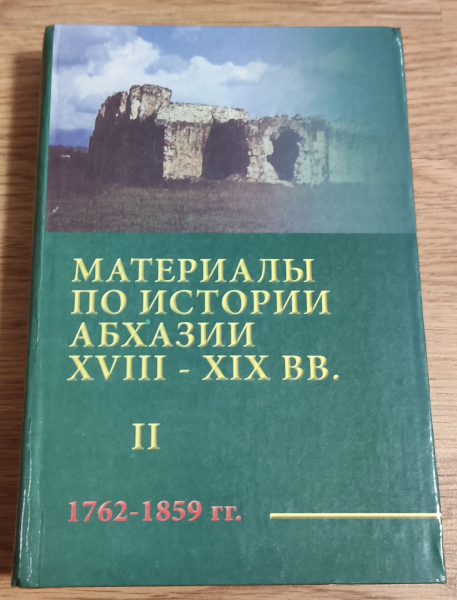 МАТЕРИАЛЫ
ПО ИСТОРИИ
АБХАЗИИ
XVIII - XIX ВВ.
II
1762-1859 гг.